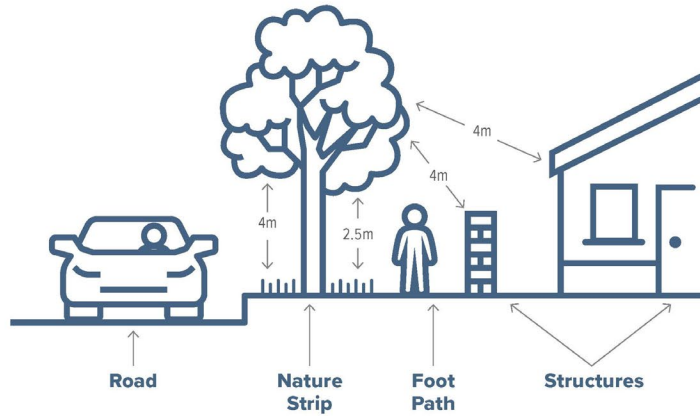 4m
4m
4m
2.5m
Road
Nature
Strip
Foot
Path
Structures